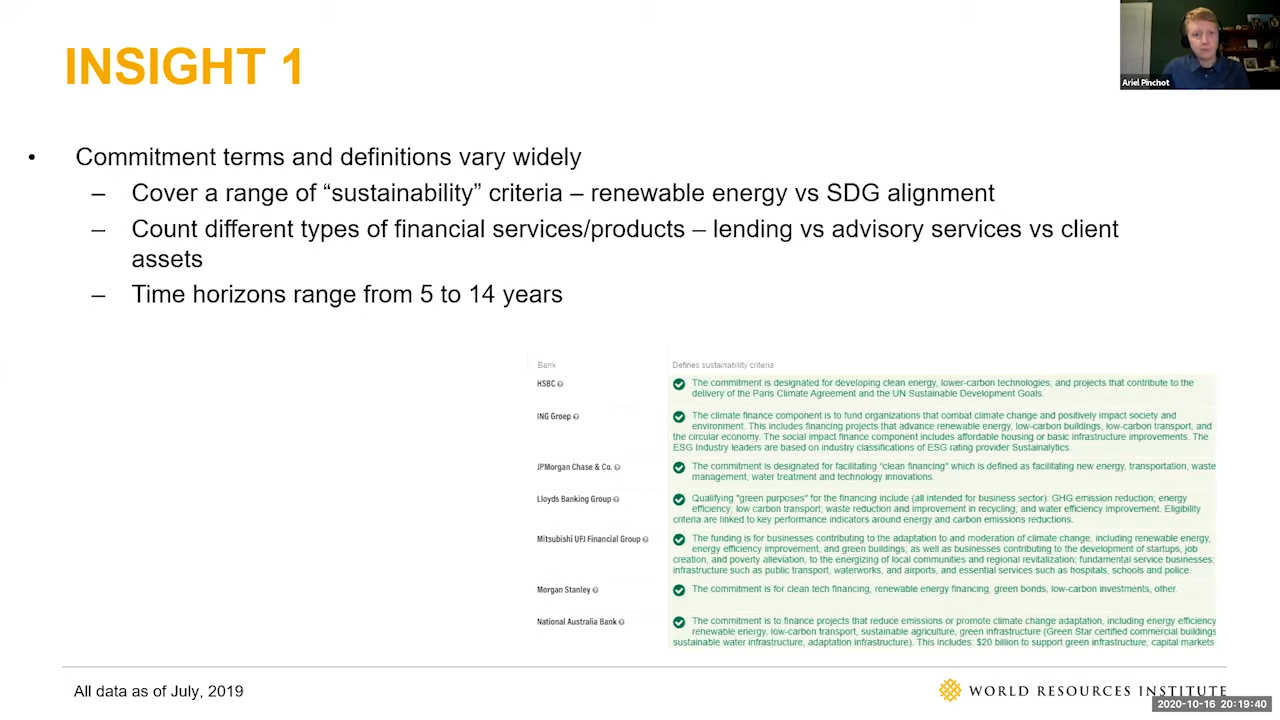 INSIGHT 1
Ariel Pinchot
• Commitment terms and definitions vary widely
– Cover a range of “sustainability” criteria – renewable energy vs SDG alignment
– Count different types of financial services/products – lending vs advisory services vs client
assets
– Time horizons range from 5 to 14 years
Bank
Defines sustainability criteria
HSBC
The commitment is designated for developing clean energy, lower-carbon technologies, and projects that contribute to the
delivery of the Paris Climate Agreement and the UN Sustainable Development Goals.
ING Groep
The climate finance component is to fund organizations that combat climate change and positively impact society and
environment. This includes financing projects that advance renewable energy, low-carbon buildings, low-carbon transport, and
the circular economy. The social impact finance component includes affordable housing or basic infrastructure improvements. The
ESG Industry leaders are based on industry classifications of ESG rating provider Sustainalytics.
JPMorgan Chase & Co.
The commitment is designated for facilitating "clean financing" which is defined as facilitating new energy, transportation, waste
management, water treatment and technology innovations.
Lloyds Banking Group
Qualifying "green purposes" for the financing include (all intended for business sector): GHG emission reduction; energy
efficiency; low carbon transport; waste reduction and improvement in recycling; and water efficiency improvement. Eligibility
criteria are linked to key performance indicators around energy and carbon emissions reductions.
Mitsubishi UFJ Financial Group
The funding is for businesses contributing to the adaptation to and moderation of climate change, including renewable energy,
energy efficiency improvement, and green buildings; as well as businesses contributing to the development of startups, job
creation, and poverty alleviation, to the energizing of local communities and regional revitalization; fundamental service businesses;
infrastructure such as public transport, waterworks, and airports, and essential services such as hospitals, schools and police.
Morgan Stanley
The commitment is for clean tech financing, renewable energy financing, green bonds, low-carbon investments, other.
National Australia Bank
The commitment is to finance projects that reduce emissions or promote climate change adaptation, including energy efficiency
renewable energy, low-carbon transport, sustainable agriculture, green infrastructure (Green Star certified commercial buildings
sustainable water infrastructure, adaptation infrastructure). This includes: $20 billion to support green infrastructure, capital markets
All data as of July, 2019
WORLD RESOURCES INSTITUTE
2020-10-16 20:19:40